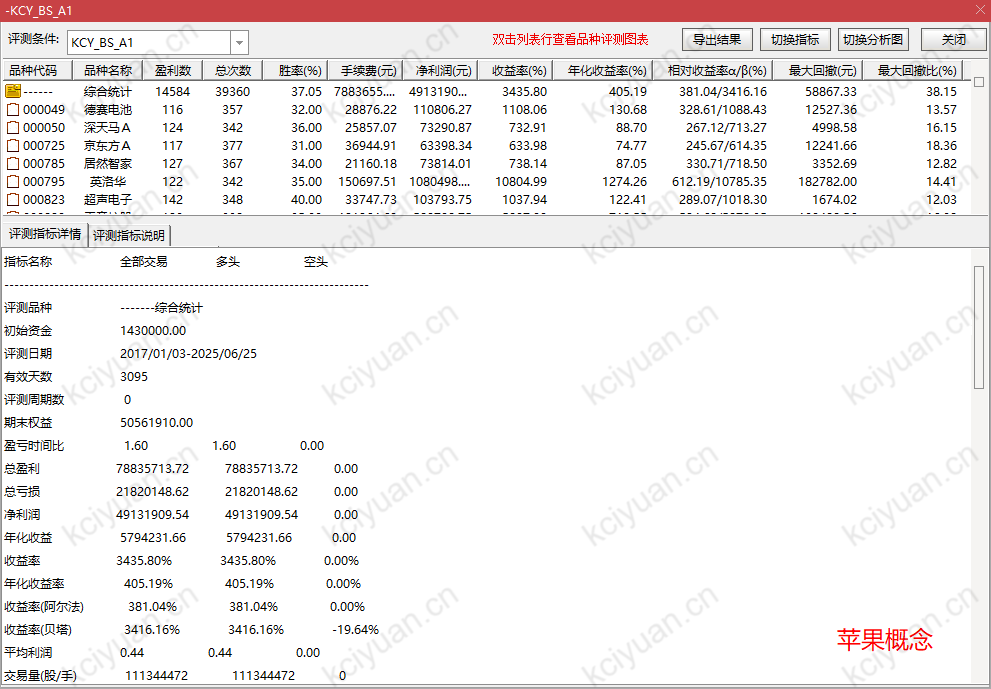 -KCY_BS_A1
评测条件: KCY_BS_A1 双击列表行查看品种评测图表 导出结果 切换指标 切换分析图 关闭
品种代码 品种名称 盈利数 总次数 胜率(%) 手续费(元) 净利润(元) 收益率(%) 年化收益率(%) 相对收益率α/β(%) 最大回撤(元) 最大回撤比(%)
------ 综合统计 14584 39360 37.05 7883655.... 4913190... 3435.80 405.19 381.04/3416.16 58867.33 38.15
000049 德赛电池 116 357 32.00 28876.22 110806.27 1108.06 130.68 328.61/1088.43 12527.36 13.57
000050 深天马A 124 342 36.00 25857.07 73290.87 732.91 88.70 267.12/713.27 4998.58 16.15
000725 京东方A 117 377 31.00 36944.91 63398.34 633.98 74.77 245.67/614.35 12241.66 18.36
000785 居然智家 127 367 34.00 21160.18 73814.01 738.14 87.05 330.71/718.50 3352.69 12.82
000795 英洛华 122 342 35.00 150697.51 1080498.... 10804.99 1274.26 612.19/10785.35 182782.00 14.41
000823 超声电子 142 348 40.00 33747.73 103793.75 1037.94 122.41 289.07/1018.30 1674.02 12.03
评测指标详情 评测指标说明
指标名称 全部交易 多头 空头
--------------------------------------------------------------------------------
评测品种 -------综合统计
初始资金 1430000.00
评测日期 2017/01/03-2025/06/25
有效天数 3095
评测周期数 0
期末权益 50561910.00
盈亏时间比 1.60 1.60 0.00
总盈利 78835713.72 78835713.72 0.00
总亏损 21820148.62 21820148.62 0.00
净利润 49131909.54 49131909.54 0.00
年化收益 5794231.66 5794231.66 0.00
收益率 3435.80% 3435.80% 0.00%
年化收益率 405.19% 405.19% 0.00%
收益率(阿尔法) 381.04% 381.04% 0.00%
收益率(贝塔) 3416.16% 3416.16% -19.64%
平均利润 0.44 0.44 0.00
交易量(股/手) 111344472 111344472 0
苹果概念
kciyuan.cn